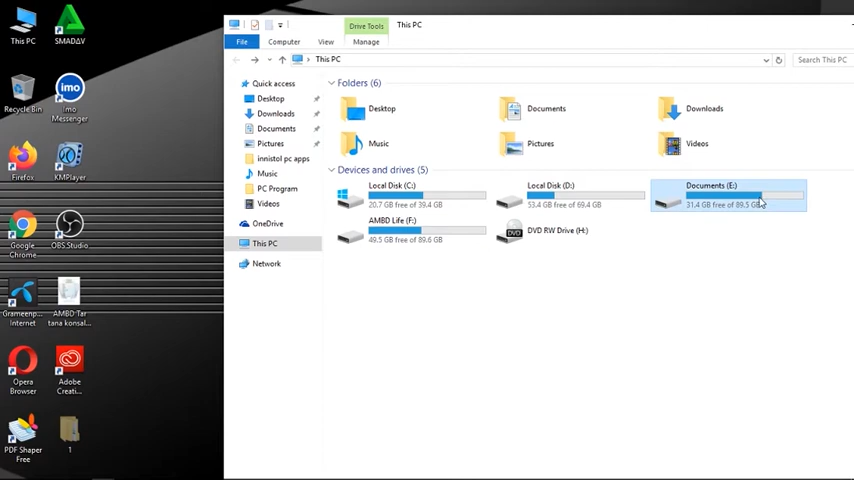 This PC
SMADΔV
Recycle Bin
Imo
Messenger
Firefox
KMPlayer
Google
Chrome
OBS Studio
Grameenp...
Internet
AMBD Tar
tana konsal...
Opera
Browser
Adobe
Creati...
PDF Shaper
Free
1
Drive Tools
This PC
File
Computer
View
Manage
This PC
Search This PC
Quick access
Desktop
Downloads
Documents
Pictures
innistol pc apps
Music
PC Program
Videos
OneDrive
This PC
Network
Folders (6)
Desktop
Documents
Downloads
Music
Pictures
Videos
Devices and drives (5)
Local Disk (C:)
20.7 GB free of 39.4 GB
Local Disk (D:)
53.4 GB free of 69.4 GB
Documents (E:)
31.4 GB free of 89.5 GB
AMBD Life (F:)
49.5 GB free of 89.6 GB
DVD RW Drive (H:)
DVD
imo